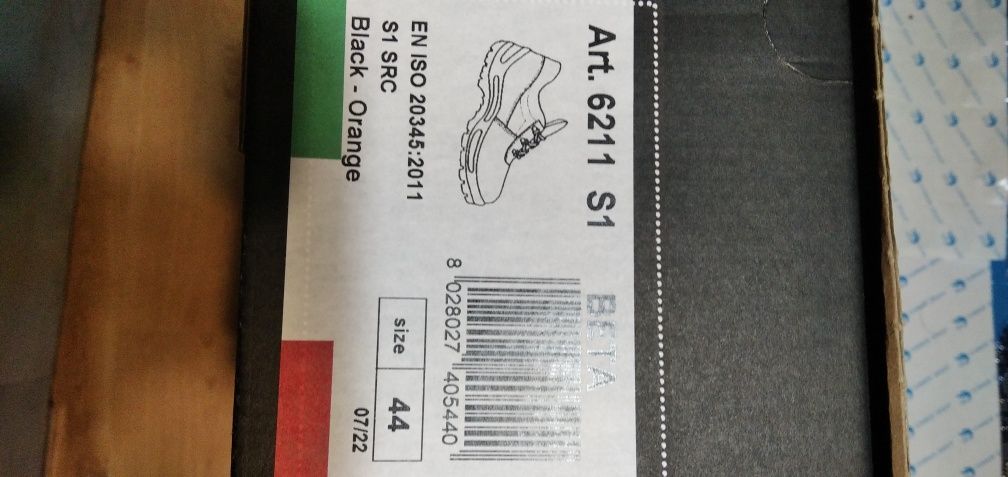 Art. 6211 S1
BETA
EN ISO 20345:2011
S1 SRC
Black - Orange
8 028027 405440
size 44
07/22